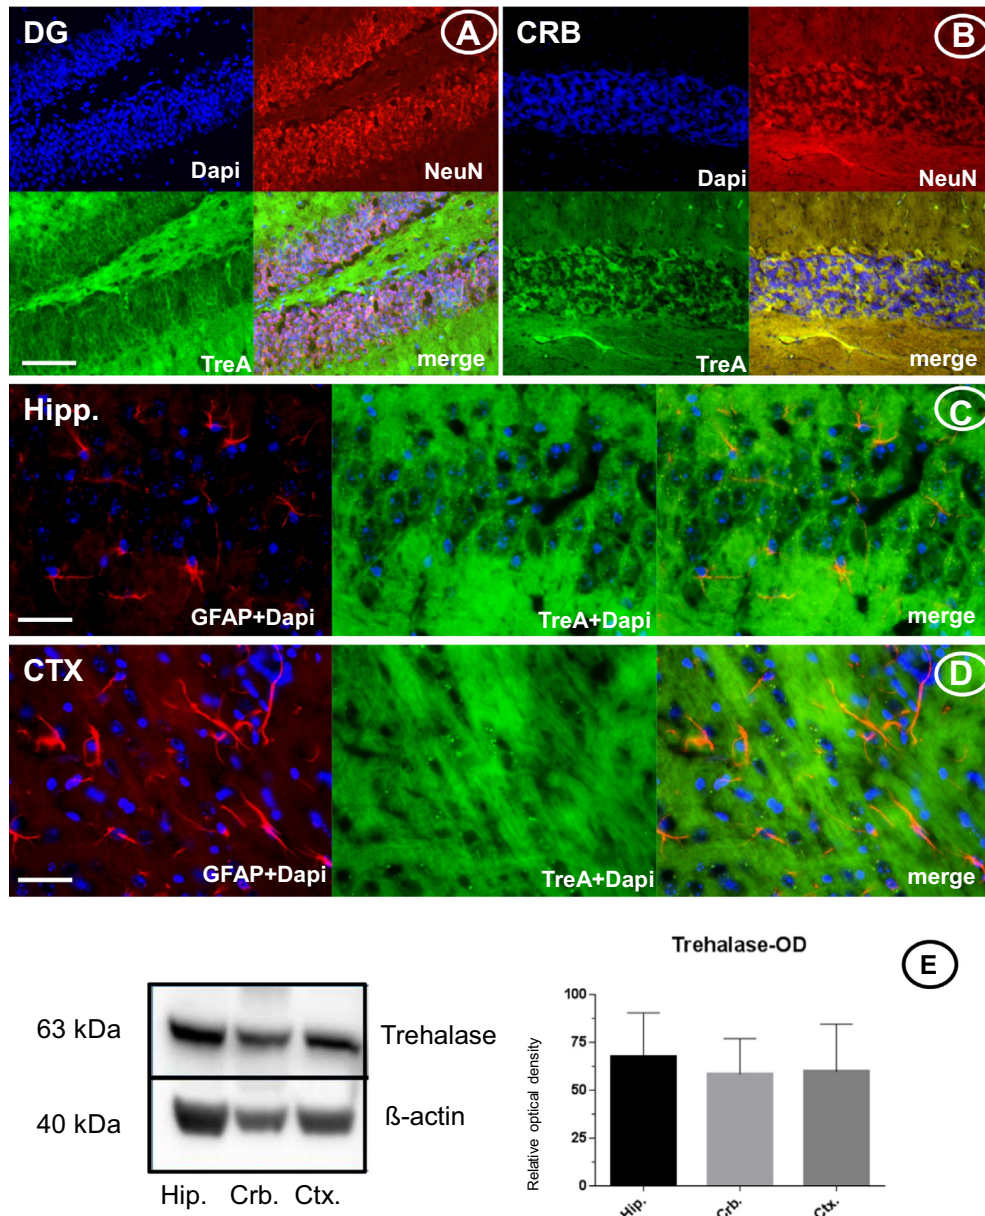 DG
A
CRB
B
Dapi
NeuN
Dapi
NeuN
TreA
merge
TreA
merge
Hipp.
C
GFAP+Dapi
TreA+Dapi
merge
CTX
D
GFAP+Dapi
TreA+Dapi
merge
Trehalase-OD
E
63 kDa
Trehalase
40 kDa
ß-actin
Hip. Crb. Ctx.
Relative optical density
100
75
50
25
0
Hip.
Crb.
Ctx.